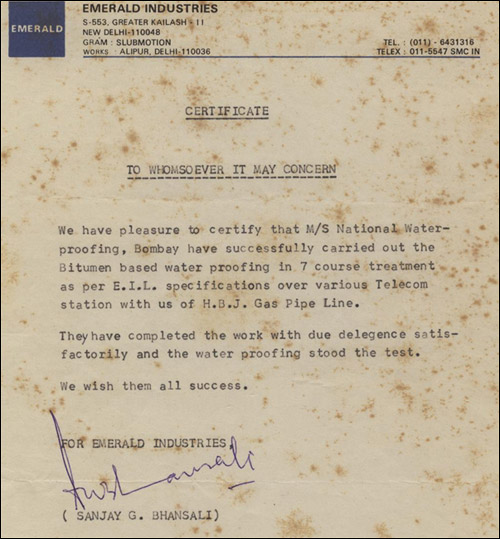 EMERALD
EMERALD INDUSTRIES
S-553, GREATER KAILASH - II
NEW DELHI-110048
GRAM : SLUBMOTION
WORKS : ALIPUR, DELHI-110036
TEL. : (011) - 6431316
TELEX : 011-5547 SMC IN
CERTIFICATE
TO WHOMSOEVER IT MAY CONCERN
We have pleasure to certify that M/S National Water-
proofing, Bombay have successfully carried out the
Bitumen based water proofing in 7 course treatment
as per E.I.L. specifications over various Telecom
station with us of H.B.J. Gas Pipe Line.
They have completed the work with due delegence satis-
factorily and the water proofing stood the test.
We wish them all success.
FOR EMERALD INDUSTRIES
( SANJAY G. BHANSALI)